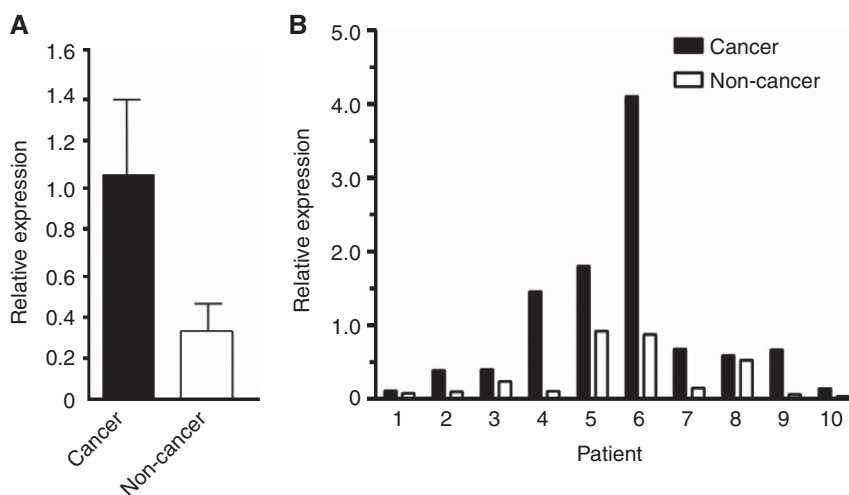 A
Relative expression
1.6
1.4
1.2
1.0
0.8
0.6
0.4
0.2
0
Cancer
Non-cancer
B
Relative expression
5.0
4.0
3.0
2.0
1.0
0
Cancer
Non-cancer
1 2 3 4 5 6 7 8 9 10
Patient